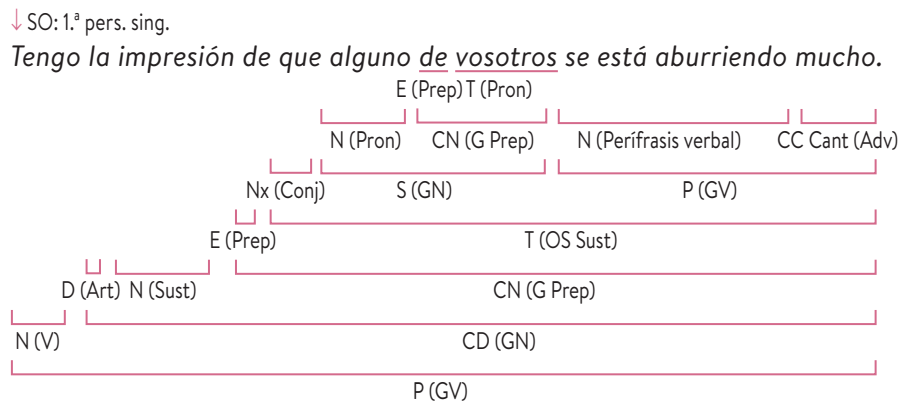 ↓ SO: 1.ª pers. sing.
Tengo la impresión de que alguno de vosotros se está aburriendo mucho.
E (Prep) T (Pron)
N (Pron) CN (G Prep) N (Perífrasis verbal) CC Cant (Adv)
Nx (Conj) S (GN) P (GV)
E (Prep) T (OS Sust)
D (Art) N (Sust) CN (G Prep)
N (V) CD (GN)
P (GV)